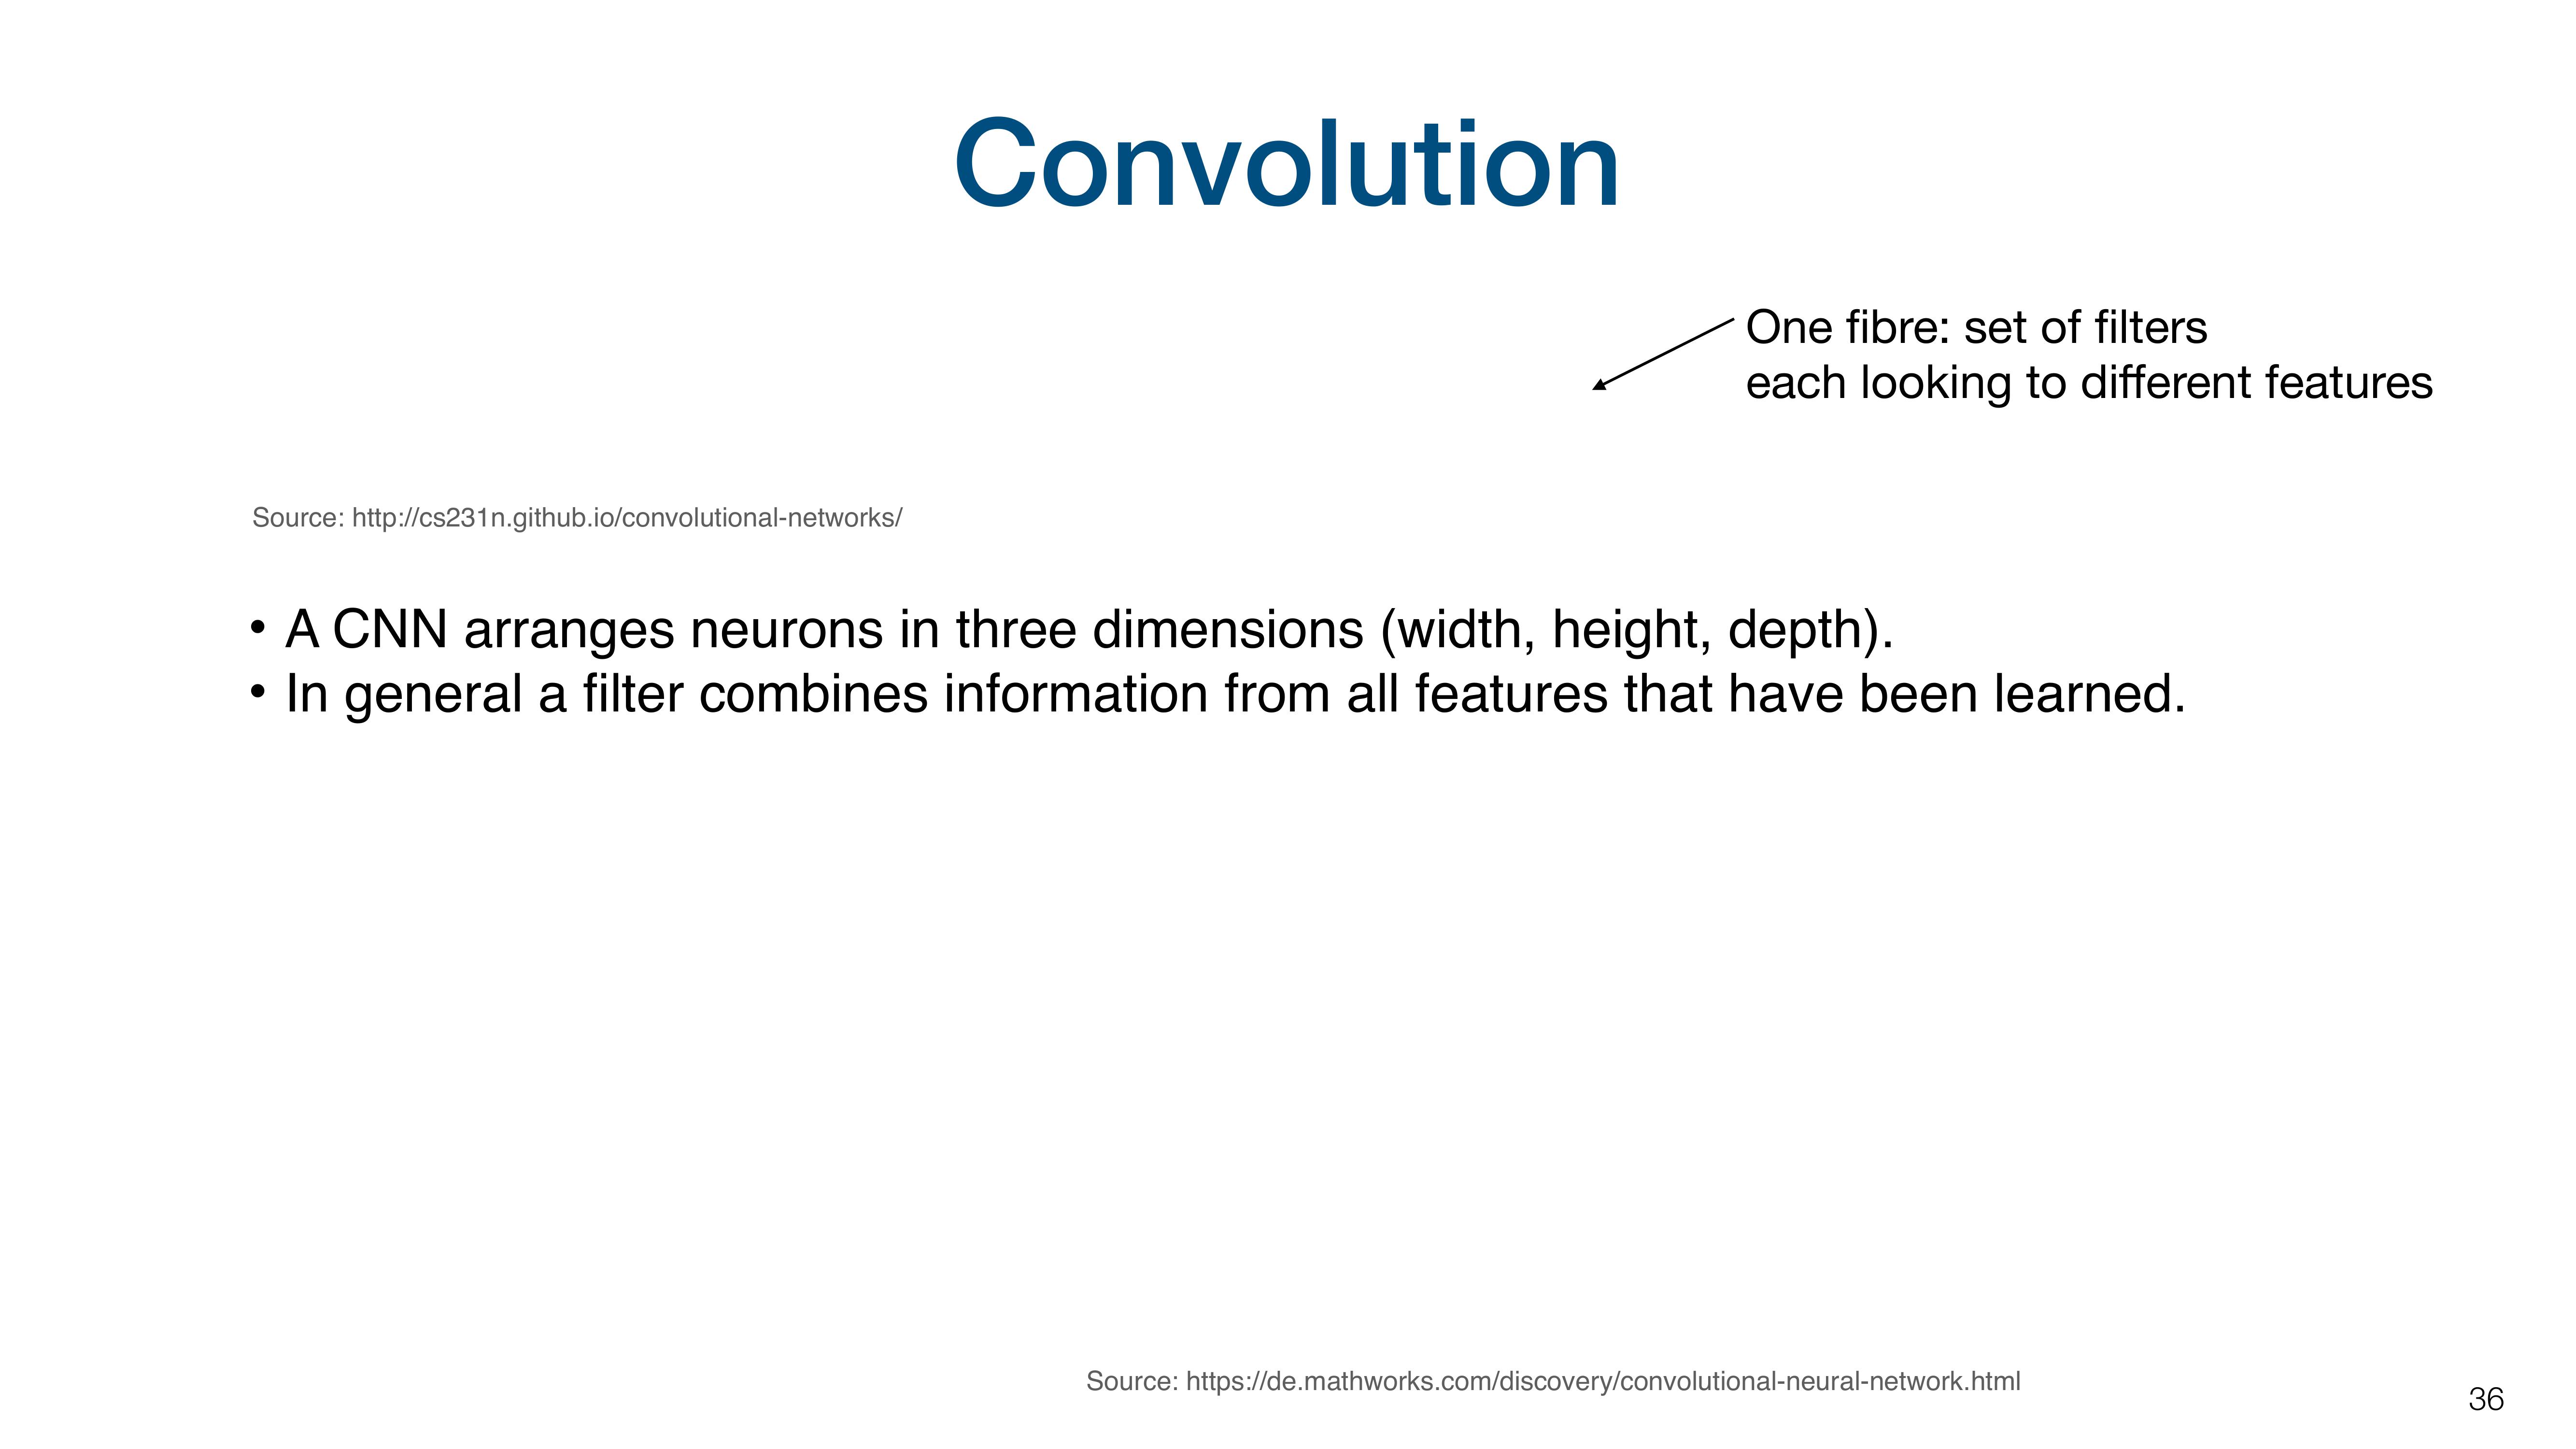 Convolution
One fibre: set of filters
each looking to different features
Source: http://cs231n.github.io/convolutional-networks/
• A CNN arranges neurons in three dimensions (width, height, depth).
• In general a filter combines information from all features that have been learned.
Source: https://de.mathworks.com/discovery/convolutional-neural-network.html
36